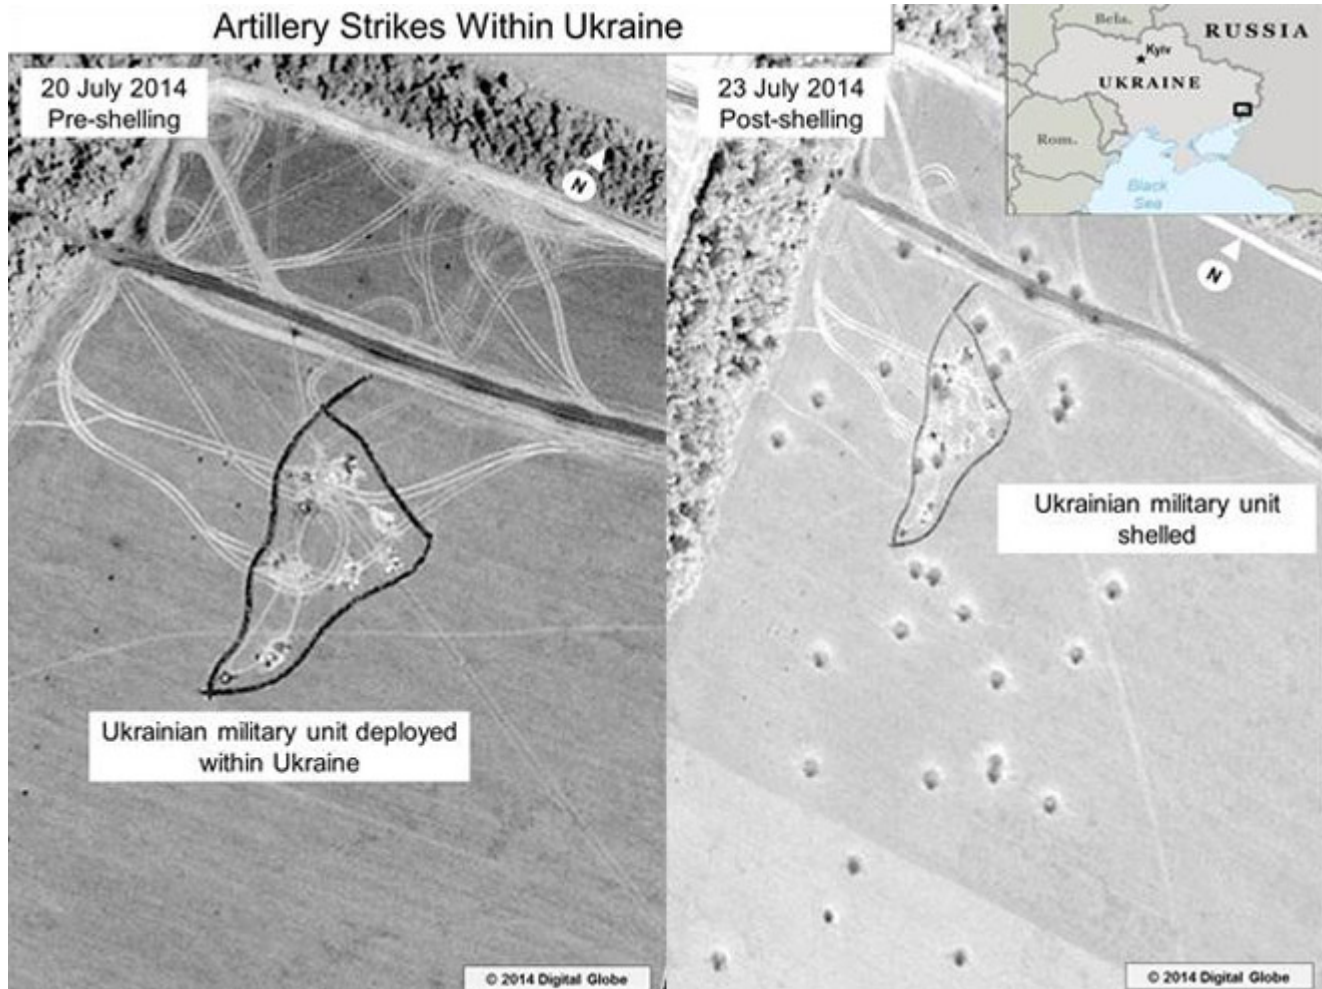 Artillery Strikes Within Ukraine
20 July 2014
Pre-shelling
N
Ukrainian military unit deployed
within Ukraine
© 2014 Digital Globe
23 July 2014
Post-shelling
Bela.
RUSSIA
Kyiv
UKRAINE
Rom.
Black
Sea
N
Ukrainian military unit
shelled
© 2014 Digital Globe